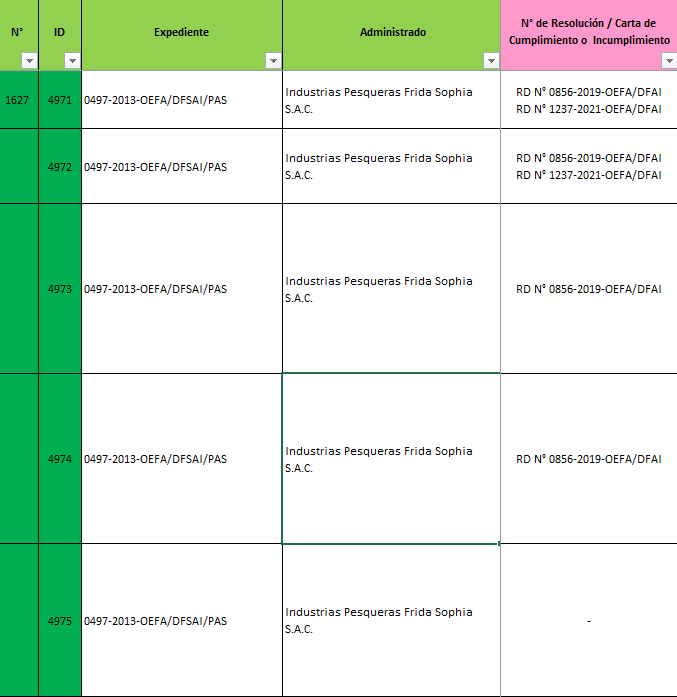 N° ID Expediente Administrado N° de Resolución / Carta de
Cumplimiento o Incumplimiento
1627 4971 0497-2013-OEFA/DFSAI/PAS Industrias Pesqueras Frida Sophia
S.A.C.
RD N° 0856-2019-OEFA/DFAI
RD N° 1237-2021-OEFA/DFAI
4972 0497-2013-OEFA/DFSAI/PAS Industrias Pesqueras Frida Sophia
S.A.C.
RD N° 0856-2019-OEFA/DFAI
RD N° 1237-2021-OEFA/DFAI
4973 0497-2013-OEFA/DFSAI/PAS Industrias Pesqueras Frida Sophia
S.A.C.
RD N° 0856-2019-OEFA/DFAI
4974 0497-2013-OEFA/DFSAI/PAS Industrias Pesqueras Frida Sophia
S.A.C.
RD N° 0856-2019-OEFA/DFAI
4975 0497-2013-OEFA/DFSAI/PAS Industrias Pesqueras Frida Sophia
S.A.C.
-